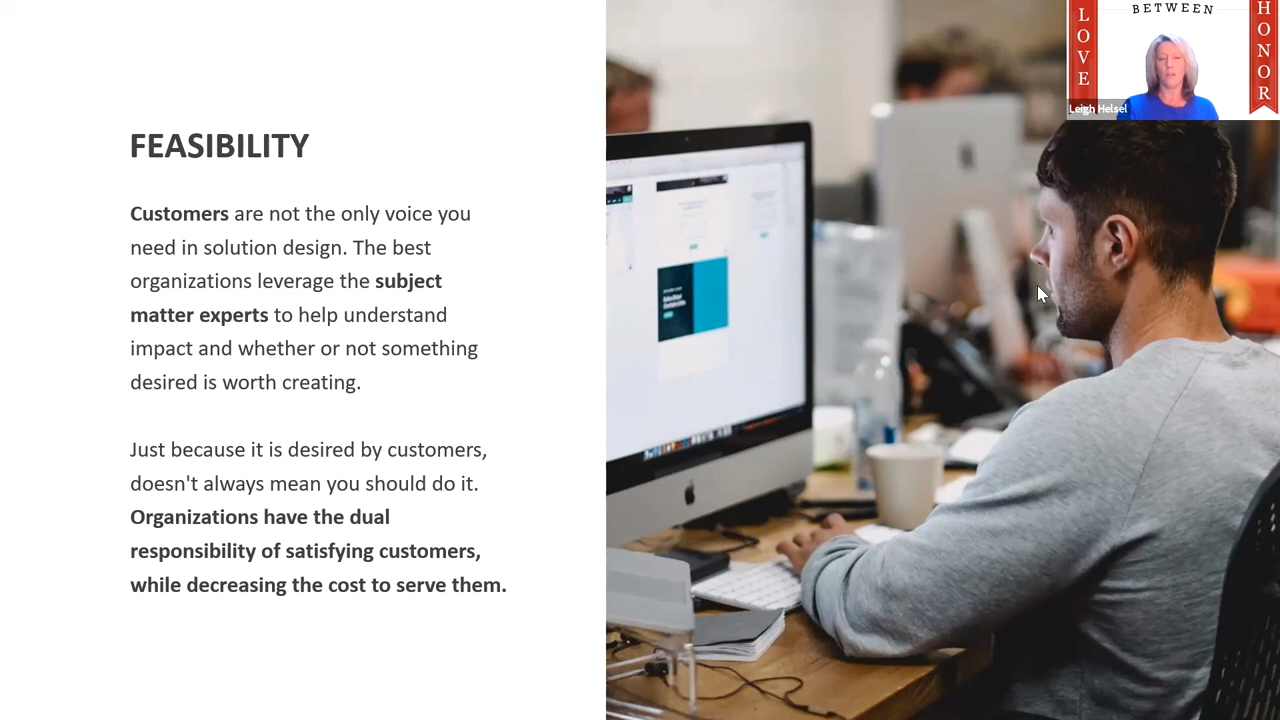 BETWEEN
LOVE
HONOR
Leigh Helsel
FEASIBILITY
Customers are not the only voice you
need in solution design. The best
organizations leverage the subject
matter experts to help understand
impact and whether or not something
desired is worth creating.
Just because it is desired by customers,
doesn't always mean you should do it.
Organizations have the dual
responsibility of satisfying customers,
while decreasing the cost to serve them.